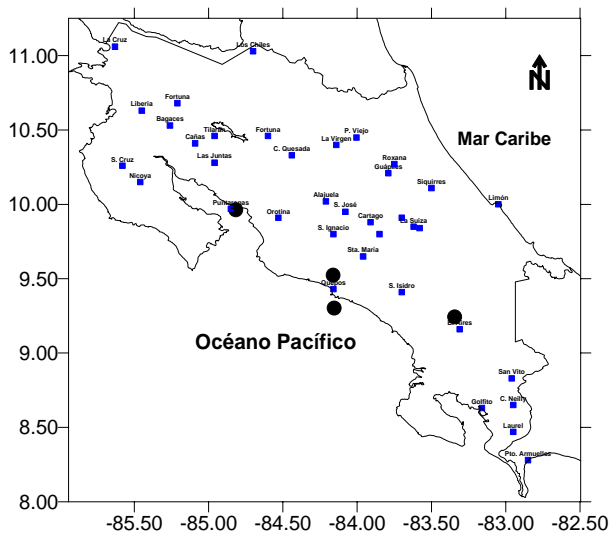 11.00
10.50
10.00
9.50
9.00
8.50
8.00
-85.50
-85.00
-84.50
-84.00
-83.50
-83.00
-82.50
N
Mar Caribe
Océano Pacífico
La Cruz
Los Chiles
Fortuna
Liberia
Bagaces
Tilarán
Fortuna
P. Viejo
Cañas
La Virgen
C. Quesada
Las Juntas
Roxana
Guápiles
S. Cruz
Nicoya
Siquirres
Limón
Alajuela
Puntarenas
S. José
Orotina
Cartago
La Suiza
S. Ignacio
Sta. María
Quepos
S. Isidro
San Vito
Golfito
C. Neilly
Laurel
Pto. Armuelles